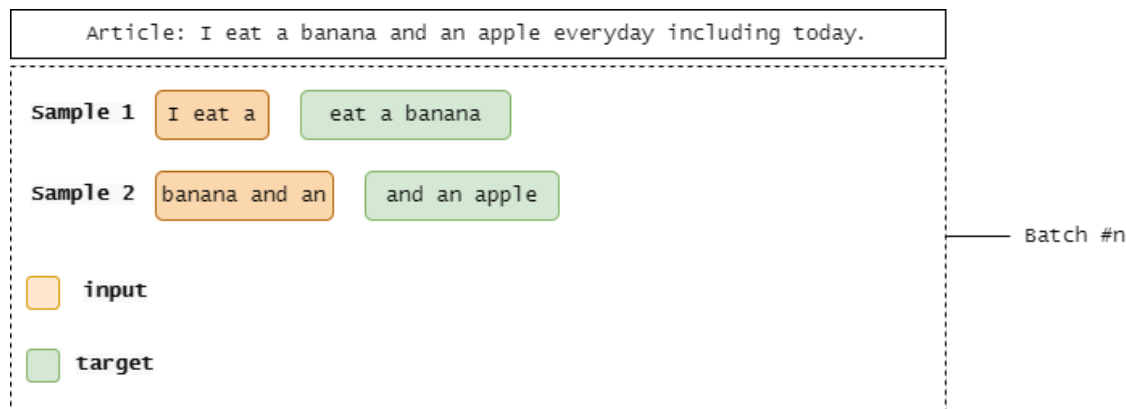 Article: I eat a banana and an apple everyday including today.
Sample 1 I eat a eat a banana
Sample 2 banana and an and an apple
Batch #n
input
target